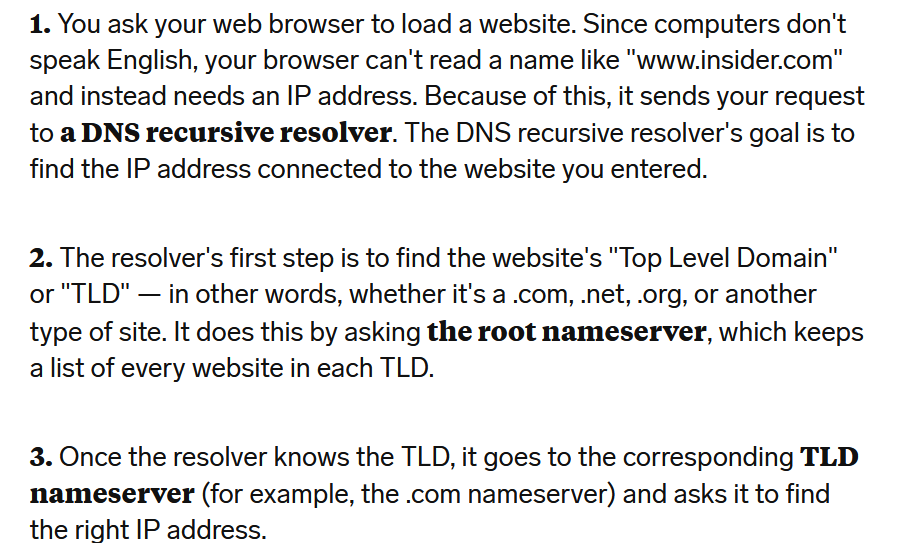 1. You ask your web browser to load a website. Since computers don't
speak English, your browser can't read a name like "www.insider.com"
and instead needs an IP address. Because of this, it sends your request
to a DNS recursive resolver. The DNS recursive resolver's goal is to
find the IP address connected to the website you entered.
2. The resolver's first step is to find the website's "Top Level Domain"
or "TLD" — in other words, whether it's a .com, .net, .org, or another
type of site. It does this by asking the root nameserver, which keeps
a list of every website in each TLD.
3. Once the resolver knows the TLD, it goes to the corresponding TLD
nameserver (for example, the .com nameserver) and asks it to find
the right IP address.